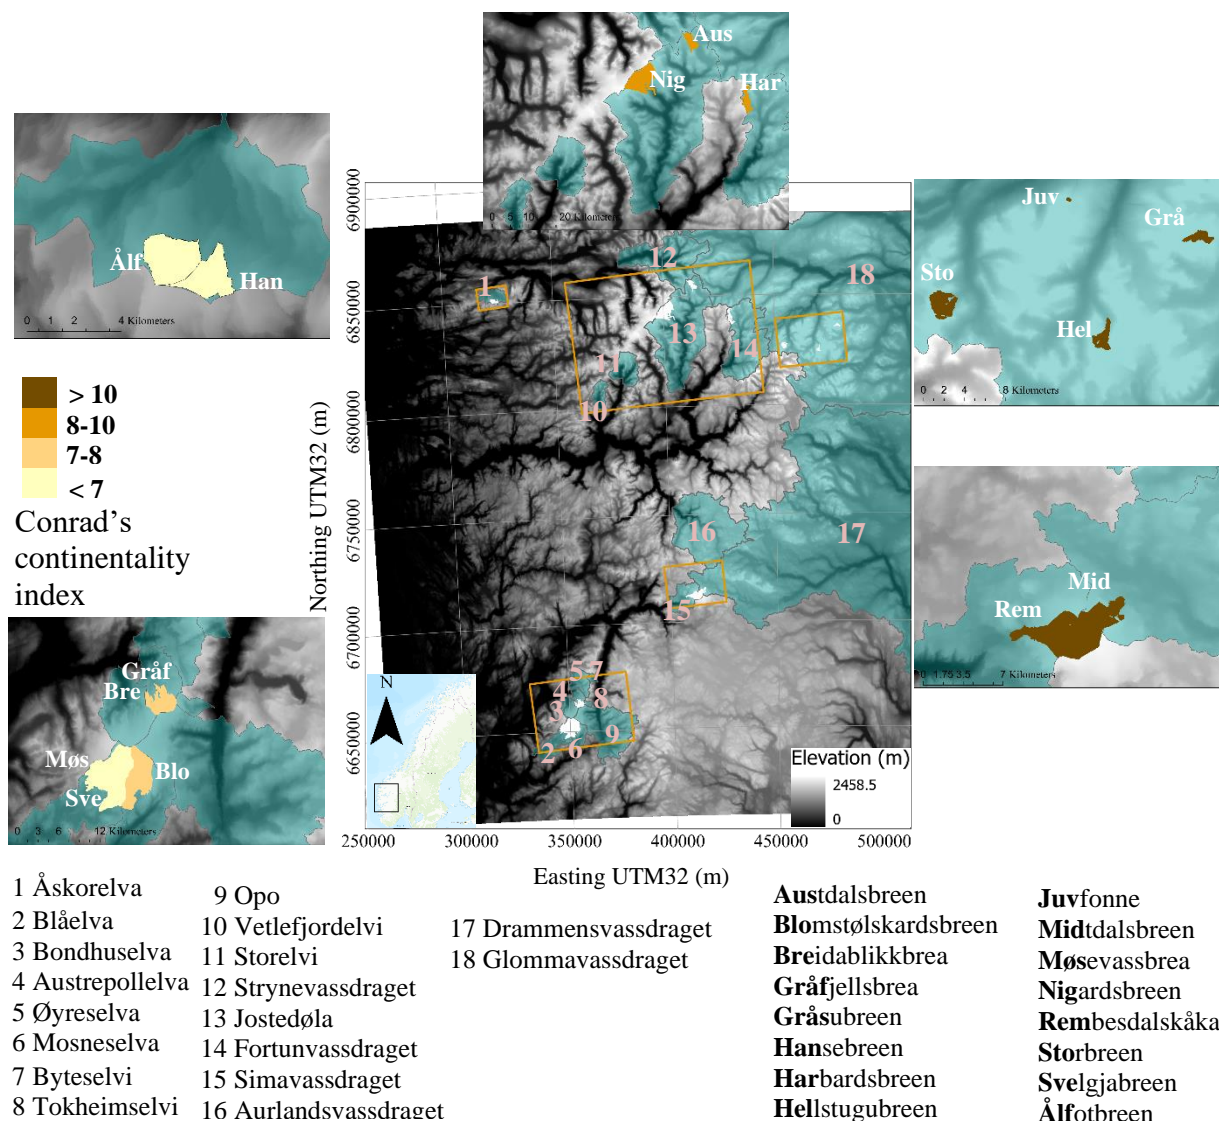 Aus
Nig
Har
0 5 10 20 Kilometers
Ålf
Han
0 1 2 4 Kilometers
> 10
8-10
7-8
< 7
Conrad's
continentality
index
Gråf
Bre
Møs
Blo
Sve
0 3 6 12 Kilometers
Juv
Grå
Sto
Hel
0 2 4 8 Kilometers
Mid
Rem
0 1.75 3.5 7 Kilometers
Northing UTM32 (m)
6900000
6850000
6800000
6750000
6700000
6650000
1
12
18
13
14
11
10
16
17
15
5 7
4
8
3
9
2 6
N
Elevation (m)
2458.5
0
250000 300000 350000 400000 450000 500000
Easting UTM32 (m)
1 Åskorelva
2 Blåelva
3 Bondhuselva
4 Austrepollelva
5 Øyreselva
6 Mosneselva
7 Byteselvi
8 Tokheimselvi
9 Opo
10 Vetlefjordelvi
11 Storelvi
12 Strynevassdraget
13 Jostedøla
14 Fortunvassdraget
15 Simavassdraget
16 Aurlandsvassdraget
17 Drammensvassdraget
18 Glommavassdraget
Austdalsbreen
Blomstølskardsbreen
Breidablikkbrea
Gråfjellsbrea
Gråsubreen
Hansebreen
Harbardsbreen
Hellstugubreen
Juvfonne
Midtdalsbreen
Møsevassbrea
Nigardsbreen
Rembesdalskåka
Storbreen
Svelgjabreen
Ålfotbreen